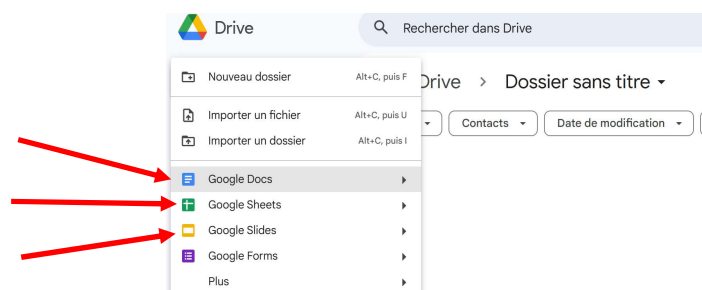 Drive
Rechercher dans Drive
Nouveau dossier Alt+C, puis F
Drive > Dossier sans titre
Importer un fichier Alt+C, puis U
Contacts Date de modification
Importer un dossier Alt+C, puis I
Google Docs
Google Sheets
Google Slides
Google Forms
Plus